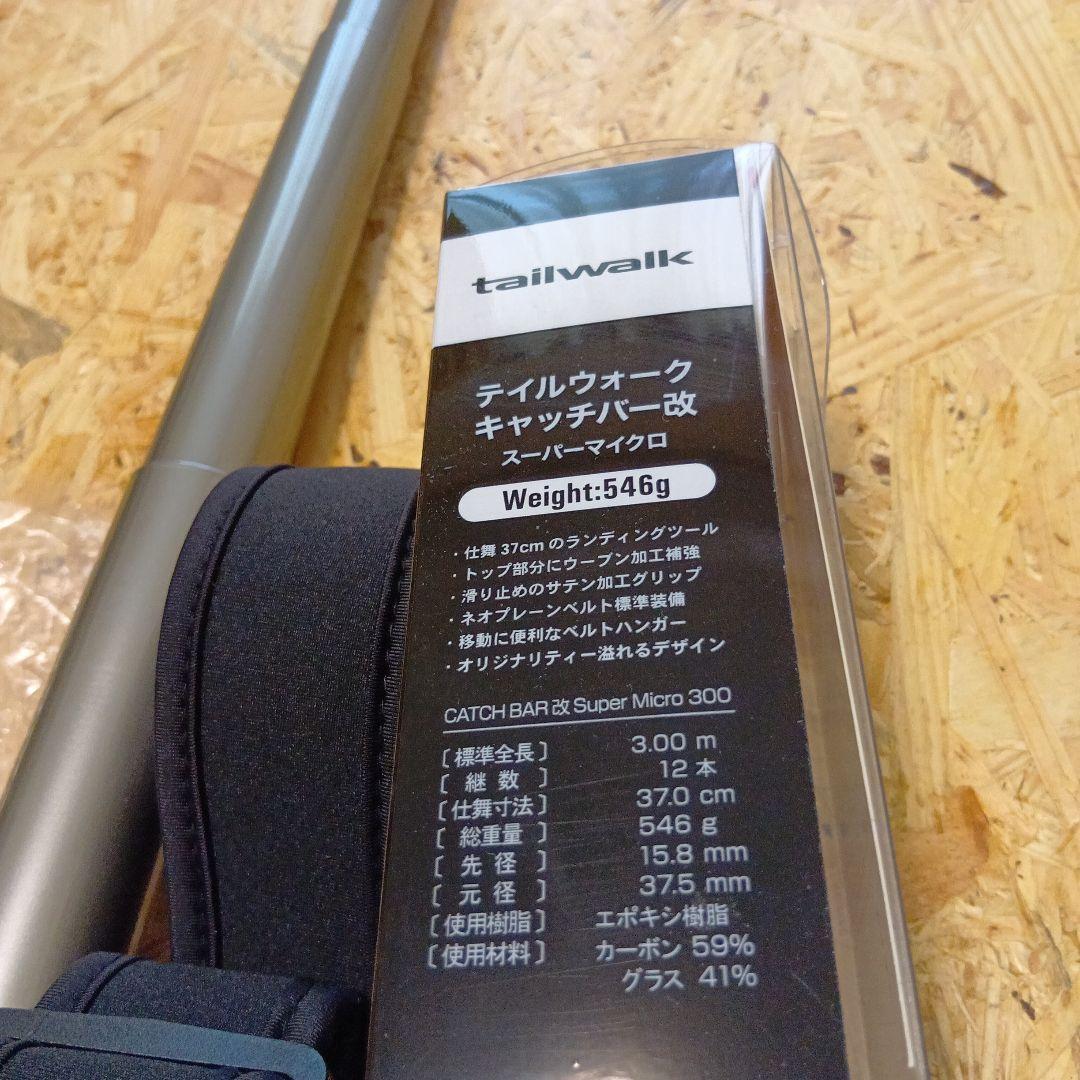 tailwalk
テイルウォーク
キャッチバー改
スーパーマイクロ
Weight:546g
・仕舞37cmのランディングツール
・トップ部分にウーブン加工補強
・滑り止めのサテン加工グリップ
・ネオプレーンベルト標準装備
・移動に便利なベルトハンガー
・オリジナリティー溢れるデザイン
CATCH BAR改 Super Micro 300
［標準全長］ 3.00 m
［継数］ 12 本
［仕舞寸法］ 37.0 cm
［総重量］ 546 g
［先径］ 15.8 mm
［元径］ 37.5 mm
［使用樹脂］ エポキシ樹脂
［使用材料］ カーボン 59%
グラス 41%